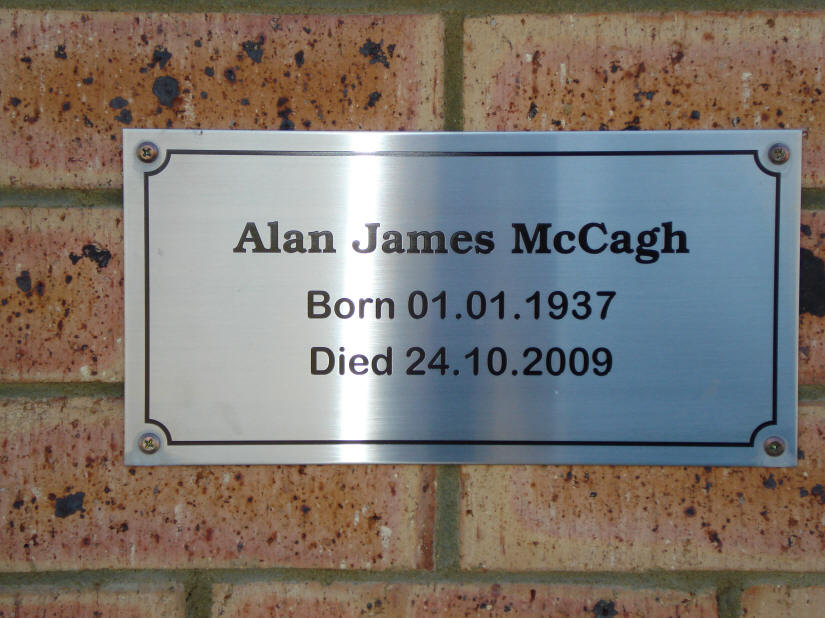 Alan James McCagh
Born 01.01.1937
Died 24.10.2009